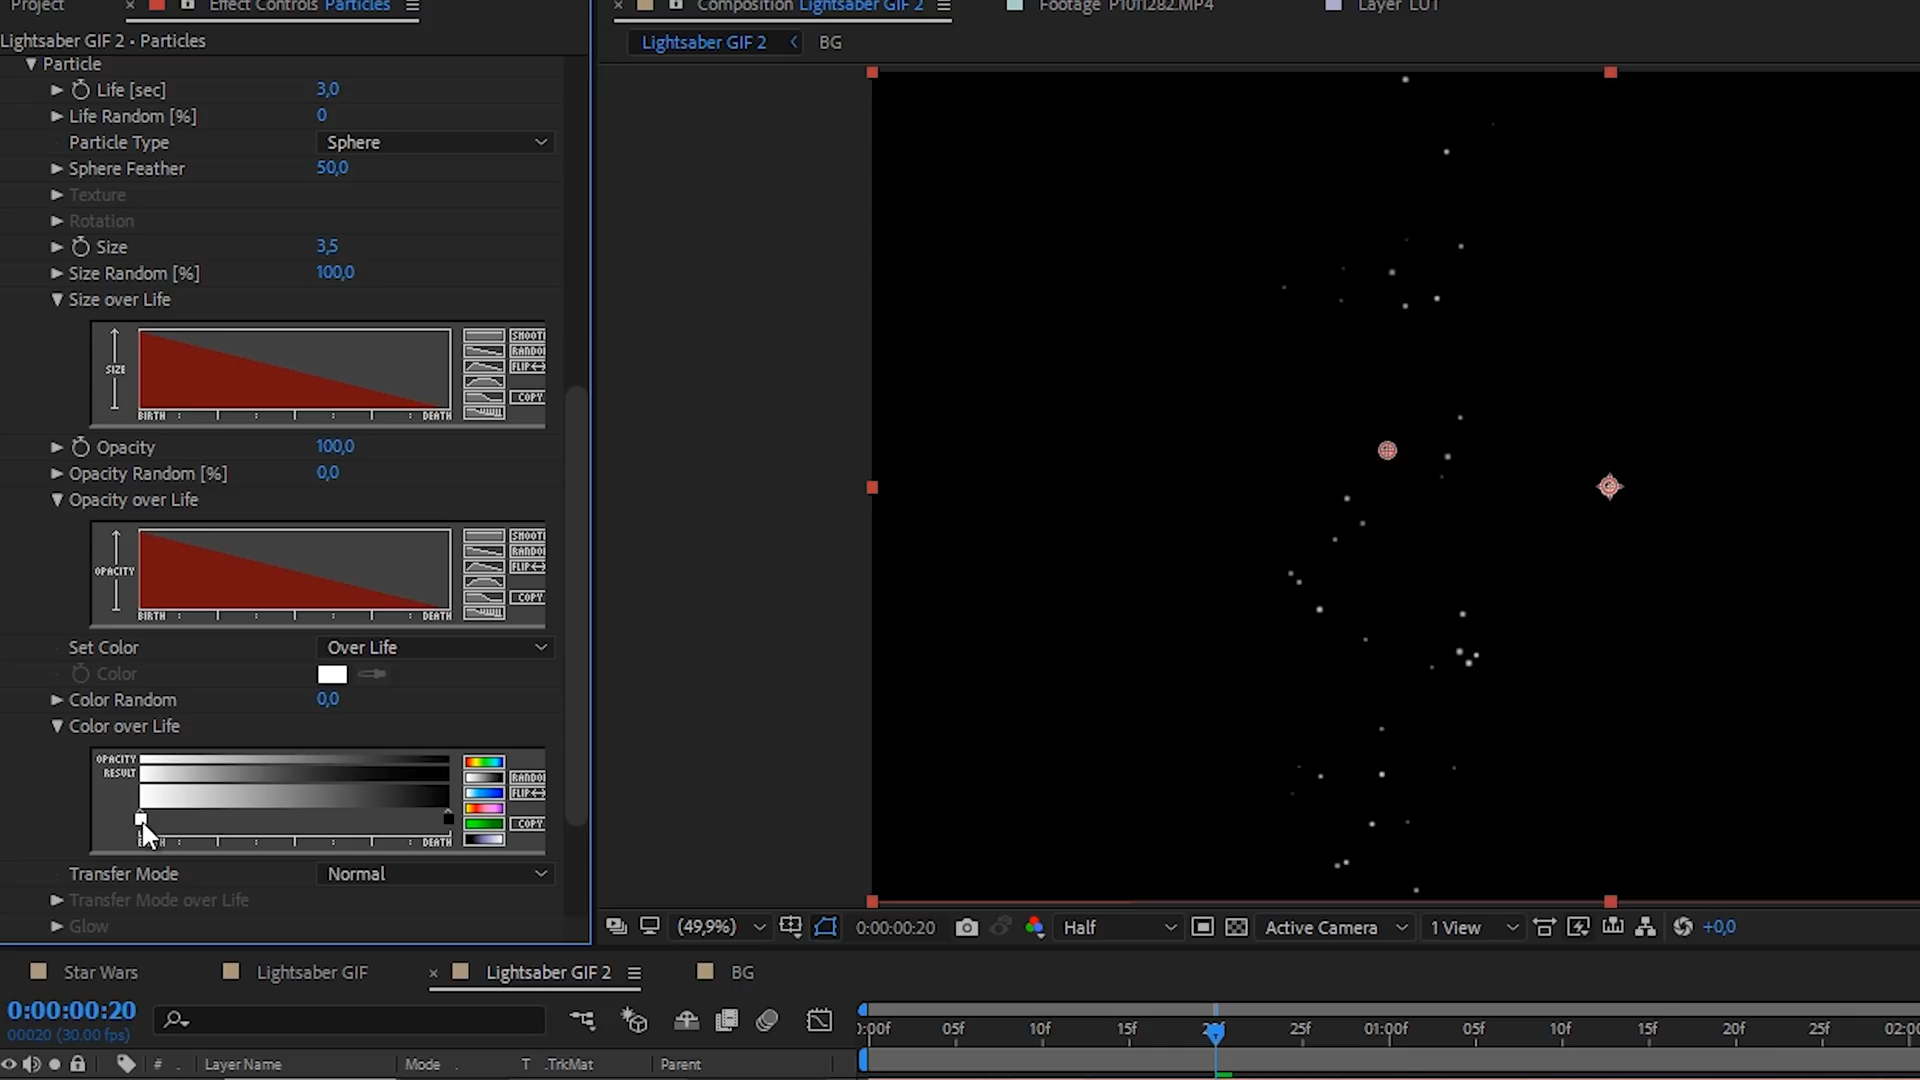 Project
Effect Controls Particles
Composition Lightsaber GIF 2
Footage P1011282.MP4
Layer LUT
Lightsaber GIF 2 • Particles
Lightsaber GIF 2
BG
Particle
Life [sec] 3,0
Life Random [%] 0
Particle Type Sphere
Sphere Feather 50,0
Texture
Rotation
Size 3,5
Size Random [%] 100,0
Size over Life
SIZE
BIRTH
DEATH
SMOOT
RANDO
FLIP
COPY
Opacity 100,0
Opacity Random [%] 0,0
Opacity over Life
OPACITY
BIRTH
DEATH
SMOOT
RANDO
FLIP
COPY
Set Color Over Life
Color
Color Random 0,0
Color over Life
OPACITY
RESULT
DEATH
RANDO
FLIP
COPY
Transfer Mode Normal
Transfer Mode over Life
Glow
(49,9%)
0:00:00:20
Half
Active Camera
1 View
+0,0
Star Wars
Lightsaber GIF
Lightsaber GIF 2
BG
0:00:00:20
00020 (30.00 fps)
:00f 05f 10f 15f 25f 01:00f 05f 10f 15f 20f 25f 02:0
# Layer Name Mode T .TrkMat Parent